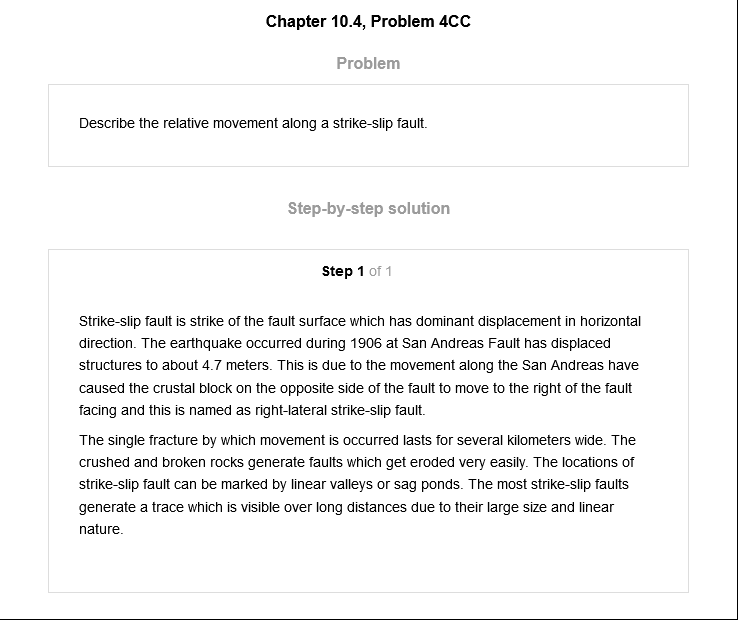 Chapter 10.4, Problem 4CC
Problem
Describe the relative movement along a strike-slip fault.
Step-by-step solution
Step 1 of 1
Strike-slip fault is strike of the fault surface which has dominant displacement in horizontal
direction. The earthquake occurred during 1906 at San Andreas Fault has displaced
structures to about 4.7 meters. This is due to the movement along the San Andreas have
caused the crustal block on the opposite side of the fault to move to the right of the fault
facing and this is named as right-lateral strike-slip fault.
The single fracture by which movement is occurred lasts for several kilometers wide. The
crushed and broken rocks generate faults which get eroded very easily. The locations of
strike-slip fault can be marked by linear valleys or sag ponds. The most strike-slip faults
generate a trace which is visible over long distances due to their large size and linear
nature.